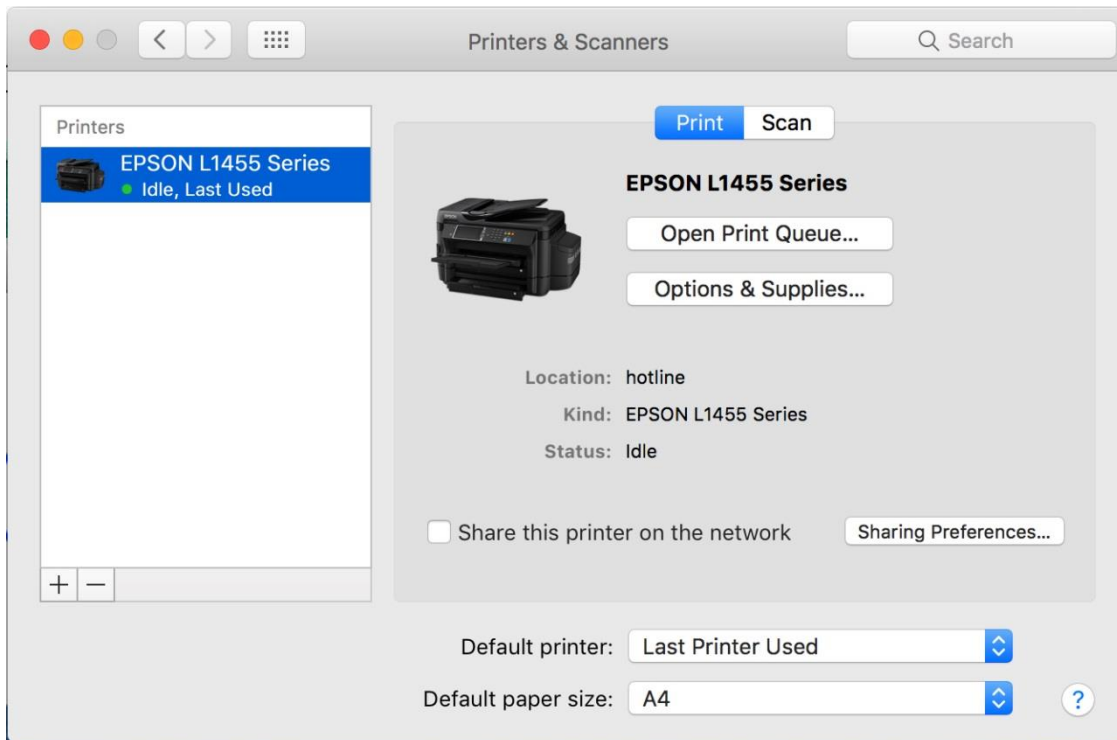 Printers & Scanners
Search
Printers
EPSON L1455 Series
Idle, Last Used
Print
Scan
EPSON L1455 Series
Open Print Queue...
Options & Supplies...
Location: hotline
Kind: EPSON L1455 Series
Status: Idle
Share this printer on the network
Sharing Preferences...
+ −
Default printer: Last Printer Used
Default paper size: A4
?